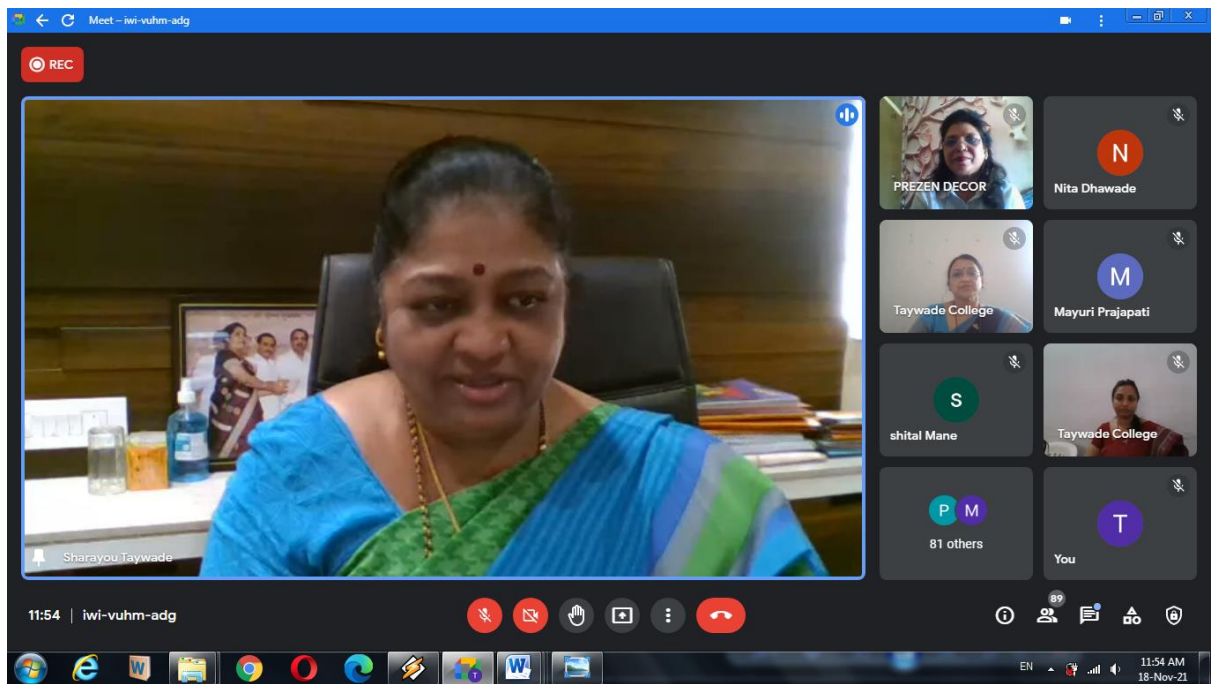 Meet – iwi-vuhm-adg
REC
PREZEN DECOR
N
Nita Dhawade
Taywade College
M
Mayuri Prajapati
S
shital Mane
Taywade College
P M
81 others
T
You
Sharayou Taywade
11:54 | iwi-vuhm-adg
89
EN
11:54 AM
18-Nov-21